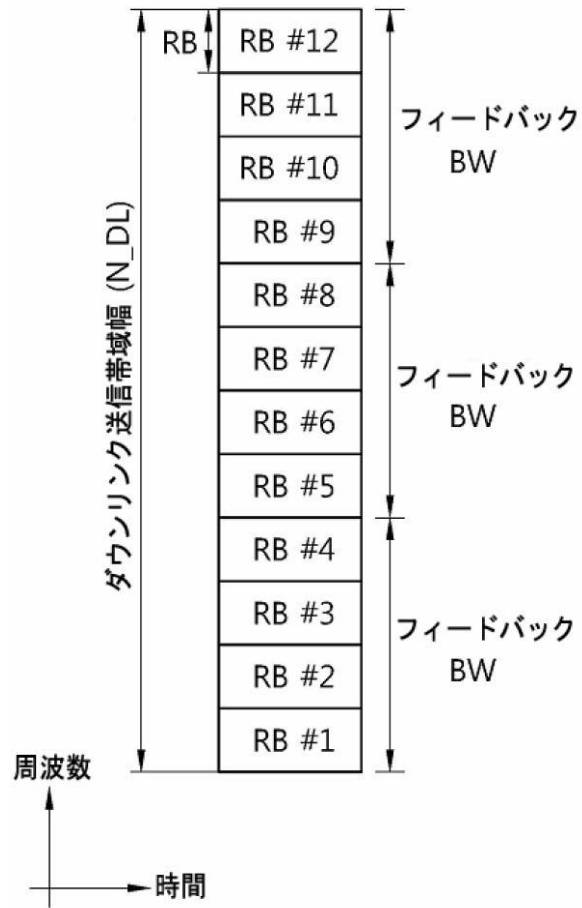 RB
RB #12
RB #11
RB #10
RB #9
RB #8
RB #7
RB #6
RB #5
RB #4
RB #3
RB #2
RB #1
フィードバック
BW
フィードバック
BW
フィードバック
BW
ダウンリンク送信帯域幅 (N_DL)
周波数
時間